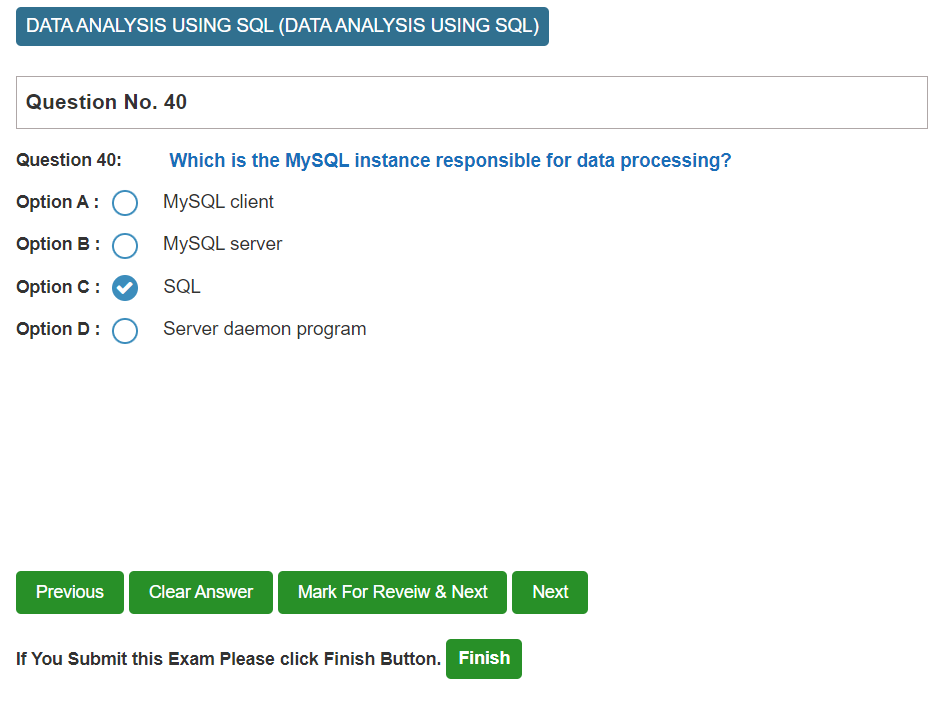 DATA ANALYSIS USING SQL (DATA ANALYSIS USING SQL)
Question No. 40
Question 40: Which is the MySQL instance responsible for data processing?
Option A : MySQL client
Option B : MySQL server
Option C : SQL
Option D : Server daemon program
Previous Clear Answer Mark For Reveiw & Next Next
If You Submit this Exam Please click Finish Button. Finish